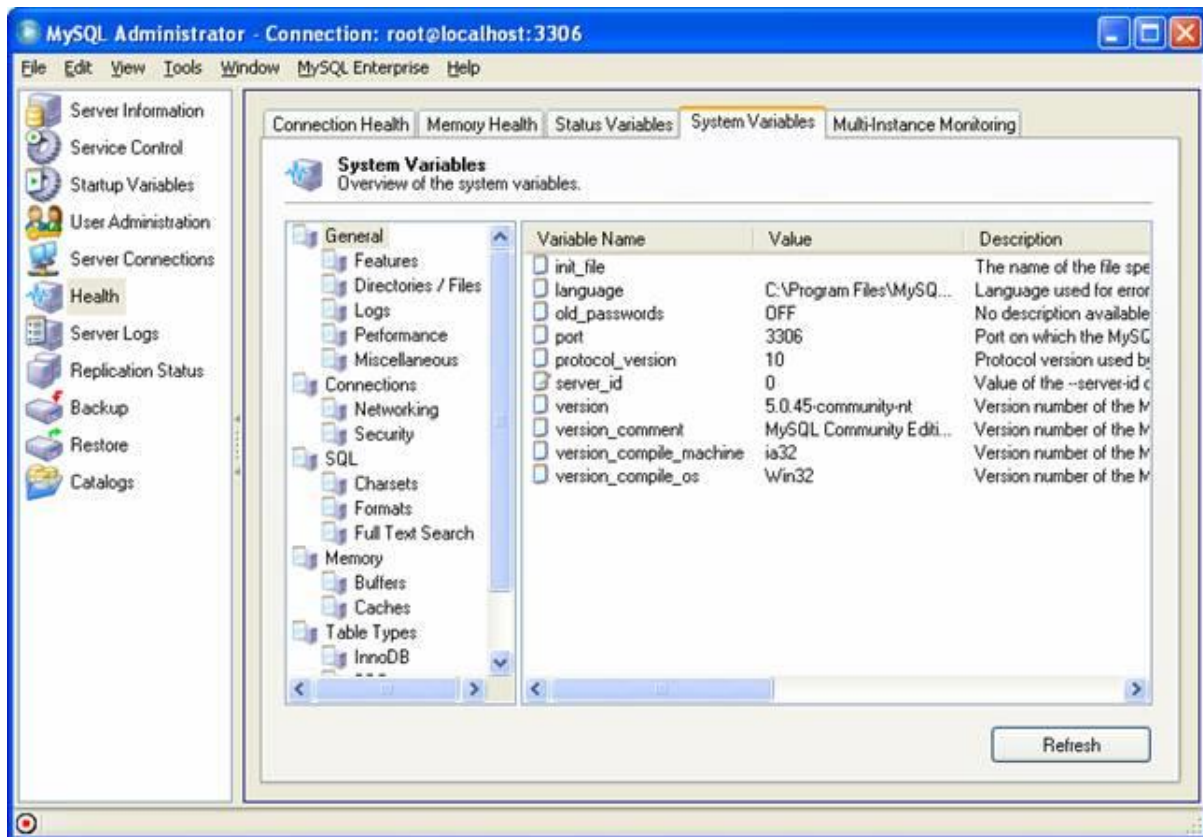 MySQL Administrator - Connection: root@localhost:3306
File Edit View Tools Window MySQL Enterprise Help
Server Information
Service Control
Startup Variables
User Administration
Server Connections
Health
Server Logs
Replication Status
Backup
Restore
Catalogs
Connection Health Memory Health Status Variables System Variables Multi-Instance Monitoring
System Variables
Overview of the system variables.
General
Features
Directories / Files
Logs
Performance
Miscellaneous
Connections
Networking
Security
SQL
Charsets
Formats
Full Text Search
Memory
Buffers
Caches
Table Types
InnoDB
Variable Name Value Description
init_file The name of the file spe
language C:\Program Files\MySQ... Language used for error
old_passwords OFF No description available
port 3306 Port on which the MySQ
protocol_version 10 Protocol version used by
server_id 0 Value of the --server-id o
version 5.0.45-community-nt Version number of the M
version_comment MySQL Community Editi... Version number of the M
version_compile_machine ia32 Version number of the M
version_compile_os Win32 Version number of the M
Refresh